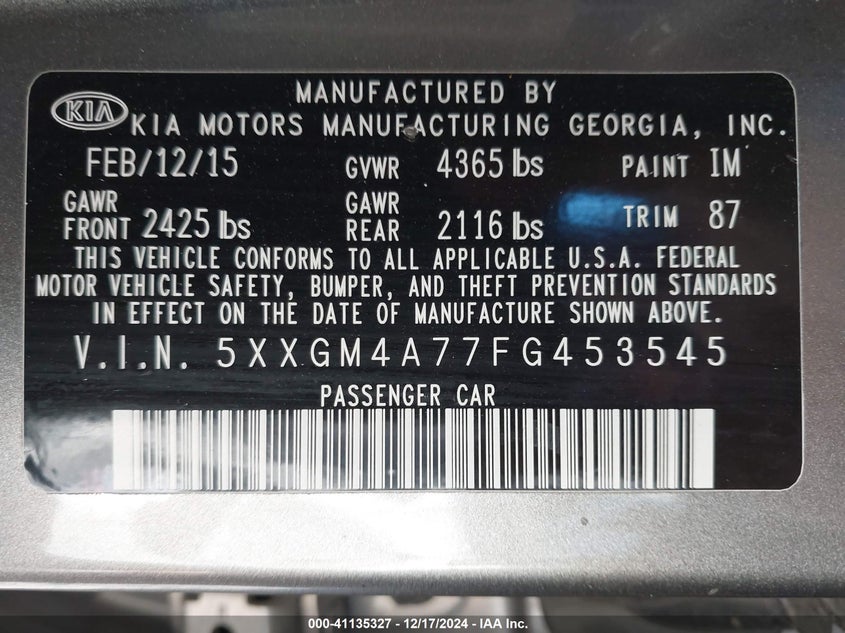 MANUFACTURED BY
KIA KIA MOTORS MANUFACTURING GEORGIA, INC.
FEB/12/15 GVWR 4365 lbs PAINT IM
GAWR FRONT 2425 lbs GAWR REAR 2116 lbs TRIM 87
THIS VEHICLE CONFORMS TO ALL APPLICABLE U.S.A. FEDERAL
MOTOR VEHICLE SAFETY, BUMPER, AND THEFT PREVENTION STANDARDS
IN EFFECT ON THE DATE OF MANUFACTURE SHOWN ABOVE.
V.I.N. 5XXGM4A77FG453545
PASSENGER CAR
000-41135327 - 12/17/2024 - IAA Inc.